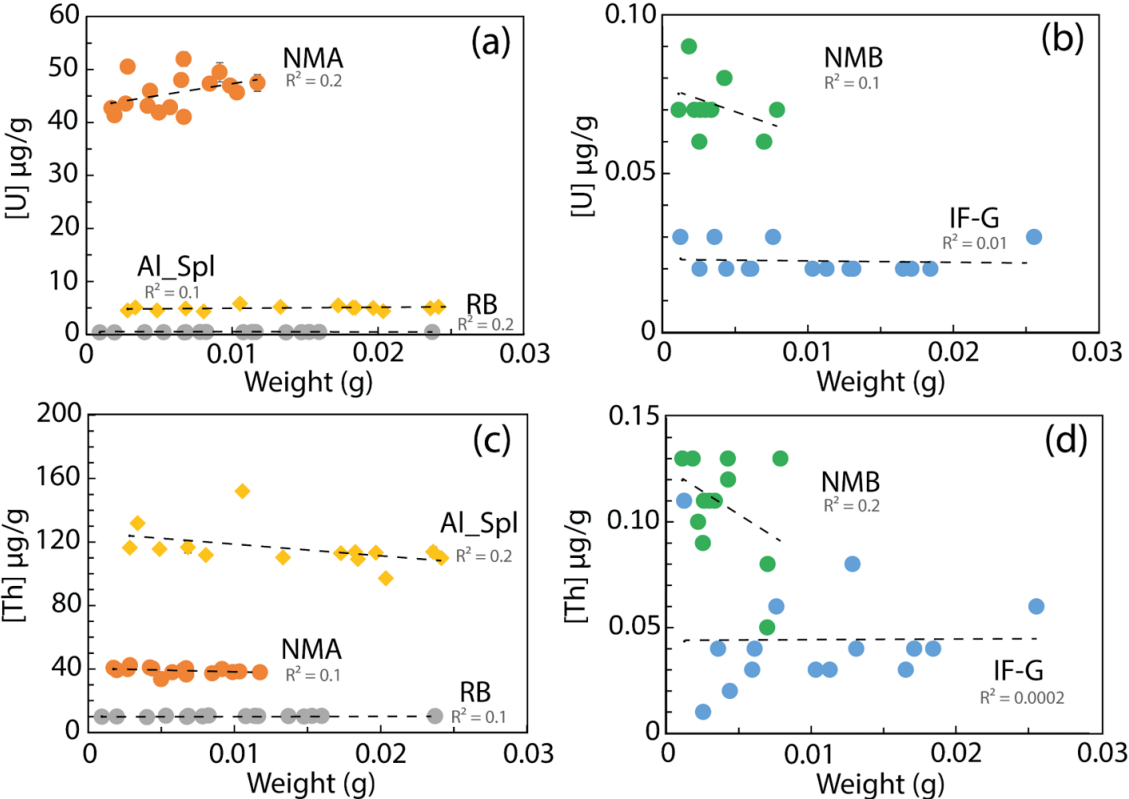 60
50
40
30
20
10
0
[U] µg/g
(a)
NMA
R² = 0.2
Al_Spl
R² = 0.1
RB
R² = 0.2
0
0.01
0.02
0.03
Weight (g)
0.10
0.05
0
[U] µg/g
(b)
NMB
R² = 0.1
IF-G
R² = 0.01
0
0.01
0.02
0.03
Weight (g)
200
160
120
80
40
0
[Th] µg/g
(c)
Al_Spl
R² = 0.2
NMA
R² = 0.1
RB
R² = 0.1
0
0.01
0.02
0.03
Weight (g)
0.15
0.10
0.05
0
[Th] µg/g
(d)
NMB
R² = 0.2
IF-G
R² = 0.0002
0
0.01
0.02
0.03
Weight (g)